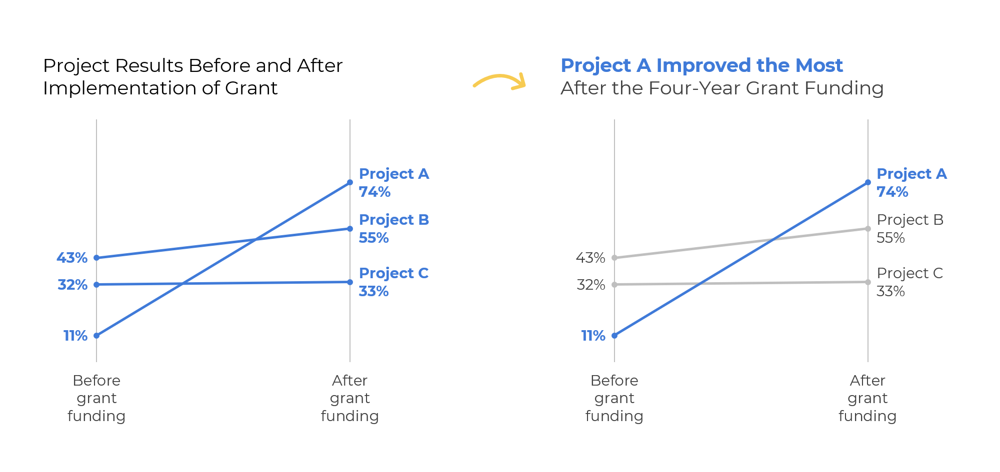 Project Results Before and After
Implementation of Grant
Project A
74%
Project B
55%
43%
Project C
32%
33%
11%
Before
grant
funding
After
grant
funding
Project A Improved the Most
After the Four-Year Grant Funding
Project A
74%
Project B
55%
43%
Project C
32%
33%
11%
Before
grant
funding
After
grant
funding